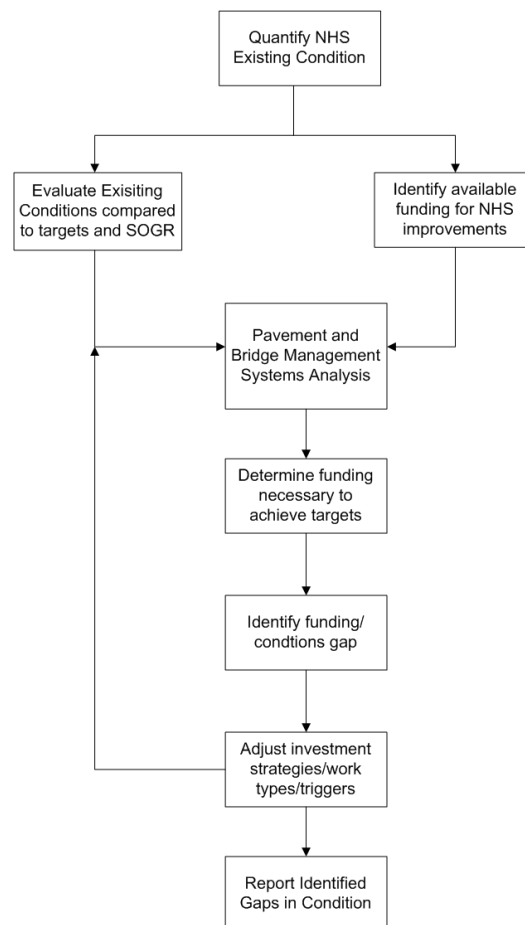 Quantify NHS
Existing Condition
Evaluate Exisiting
Conditions compared
to targets and SOGR
Identify available
funding for NHS
improvements
Pavement and
Bridge Management
Systems Analysis
Determine funding
necessary to
achieve targets
Identify funding/
condtions gap
Adjust investment
strategies/work
types/triggers
Report Identified
Gaps in Condition